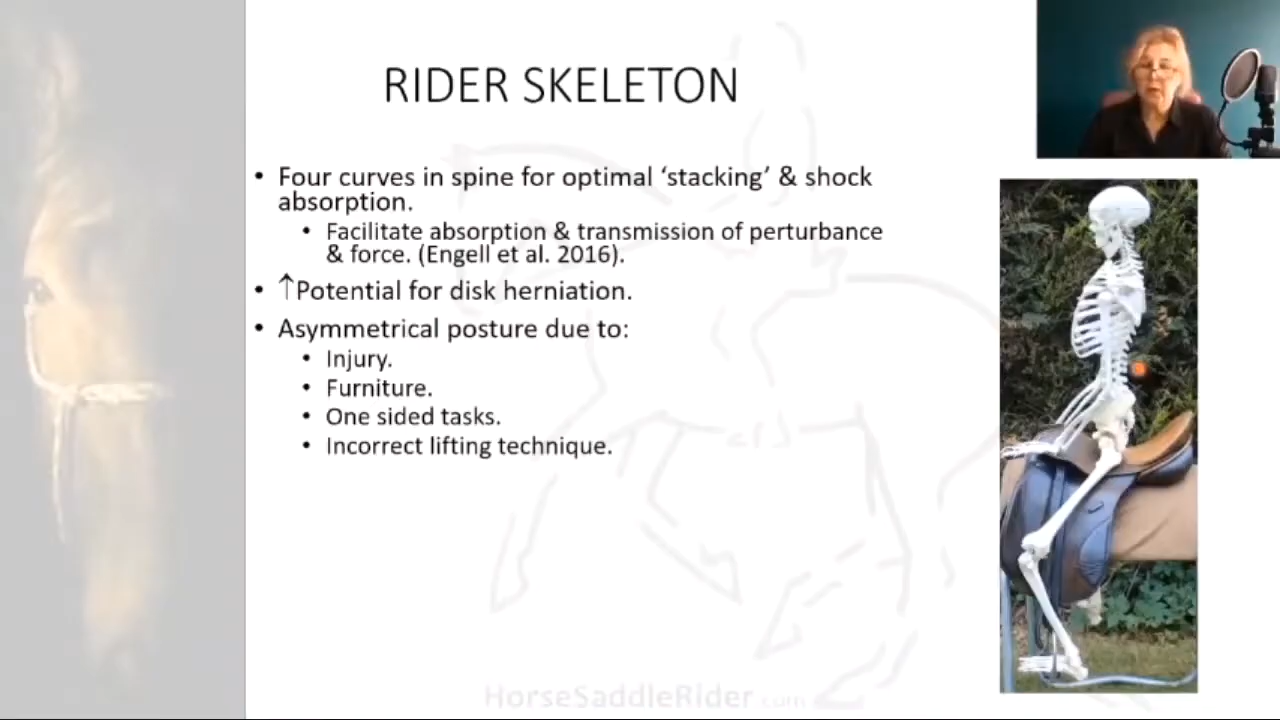 RIDER SKELETON
• Four curves in spine for optimal ‘stacking’ & shock
absorption.
• Facilitate absorption & transmission of perturbance
& force. (Engell et al. 2016).
• ↑Potential for disk herniation.
• Asymmetrical posture due to:
• Injury.
• Furniture.
• One sided tasks.
• Incorrect lifting technique.
HorseSaddleRider.com